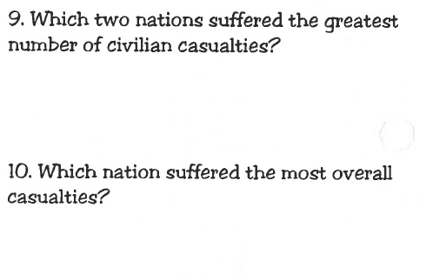 9. Which two nations suffered the greatest
number of civilian casualties?
10. Which nation suffered the most overall
casualties?